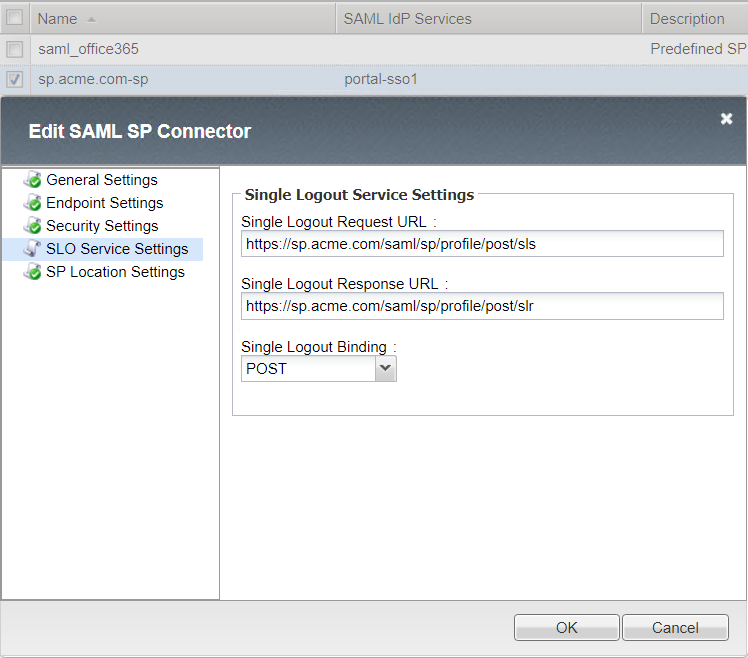 Name SAML IdP Services Description
saml_office365 Predefined SP
sp.acme.com-sp portal-sso1
Edit SAML SP Connector
General Settings
Endpoint Settings
Security Settings
SLO Service Settings
SP Location Settings
Single Logout Service Settings
Single Logout Request URL :
https://sp.acme.com/saml/sp/profile/post/sls
Single Logout Response URL :
https://sp.acme.com/saml/sp/profile/post/slr
Single Logout Binding :
POST
OK Cancel